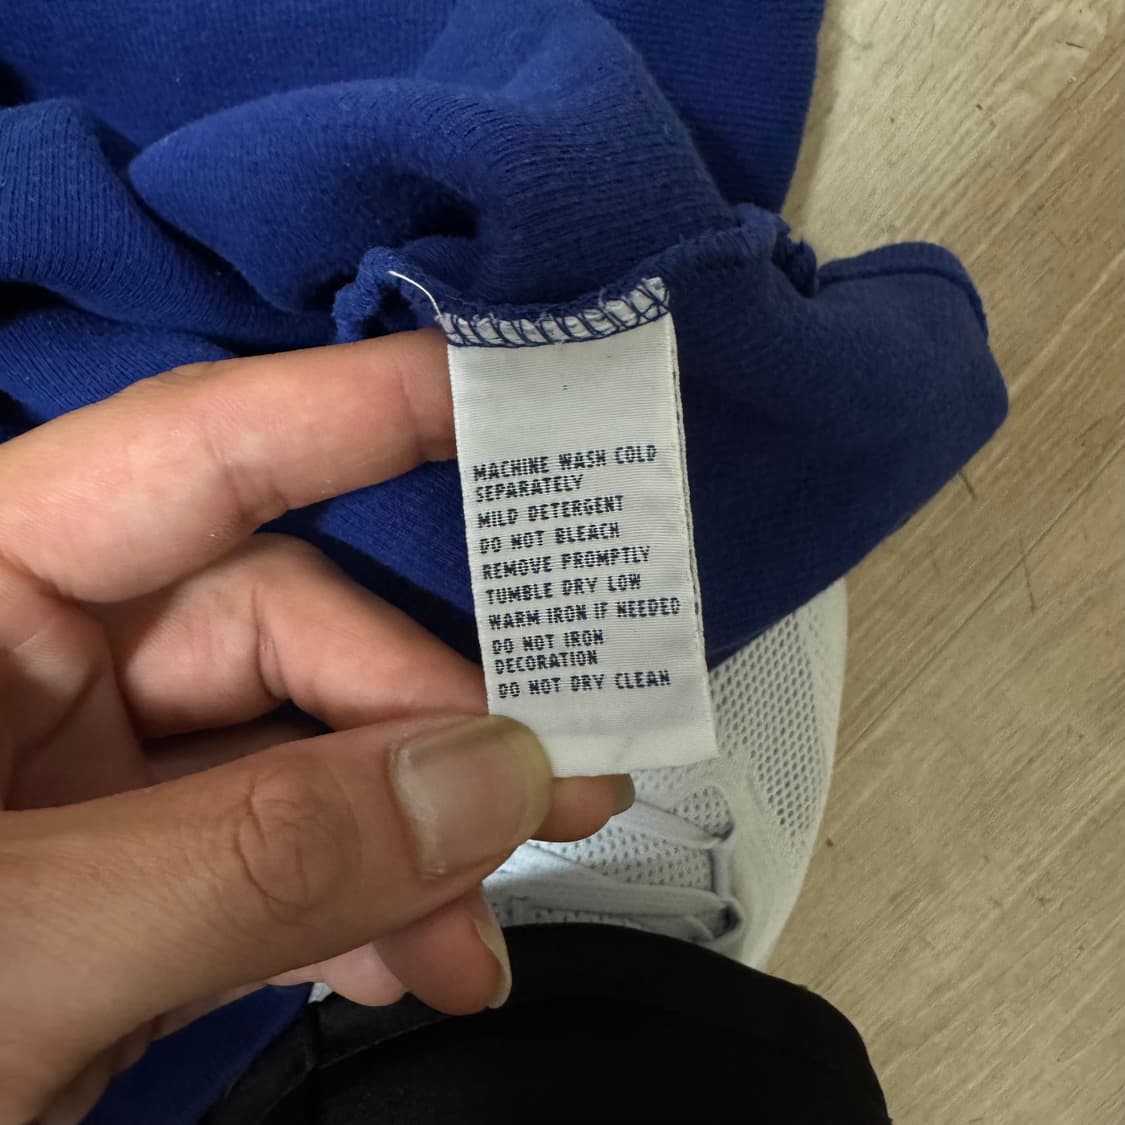 MACHINE WASH COLD
SEPARATELY
MILD DETERGENT
DO NOT BLEACH
REMOVE PROMPTLY
TUMBLE DRY LOW
WARM IRON IF NEEDED
DO NOT IRON
DECORATION
DO NOT DRY CLEAN